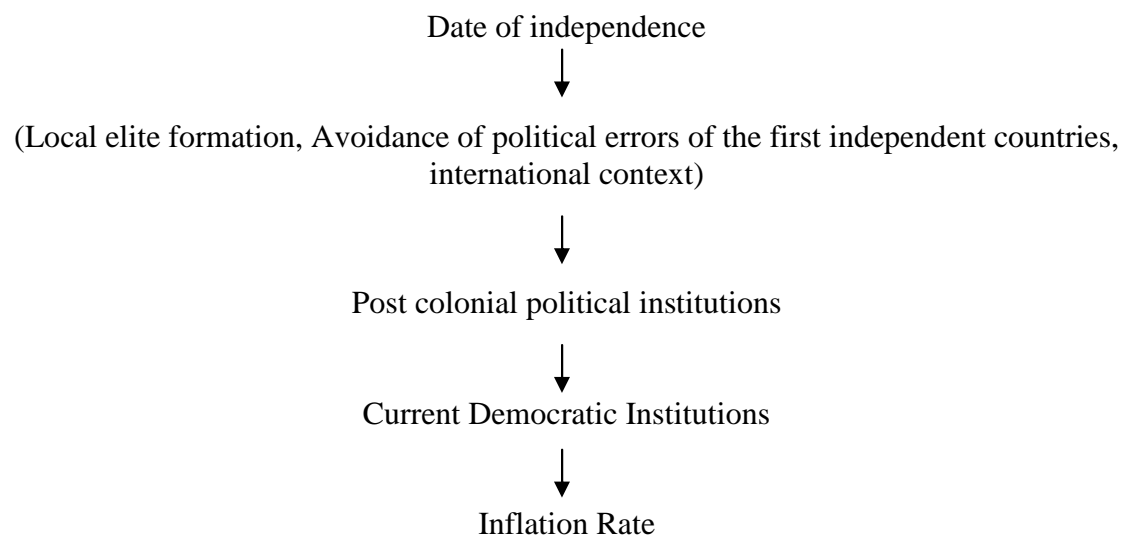 Date of independence
(Local elite formation, Avoidance of political errors of the first independent countries,
international context)
Post colonial political institutions
Current Democratic Institutions
Inflation Rate